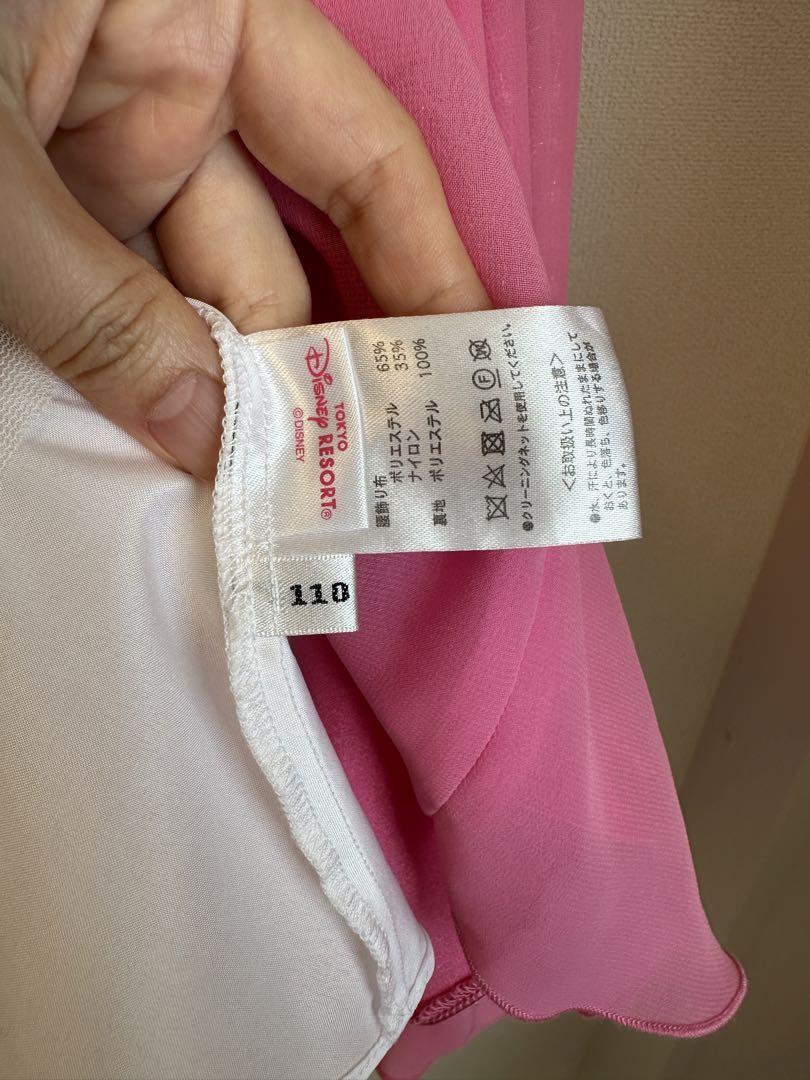 TOKYO
DISNEY RESORT®
©DISNEY
腰飾り布
ポリエステル 65%
ナイロン 35%
裏地 ポリエステル 100%
F
●クリーニングネットを使用してください。
<お取扱い上の注意>
●水、汗により長時間ぬれたままにして
おくと、色落ち、色移りする場合が
あります。
110